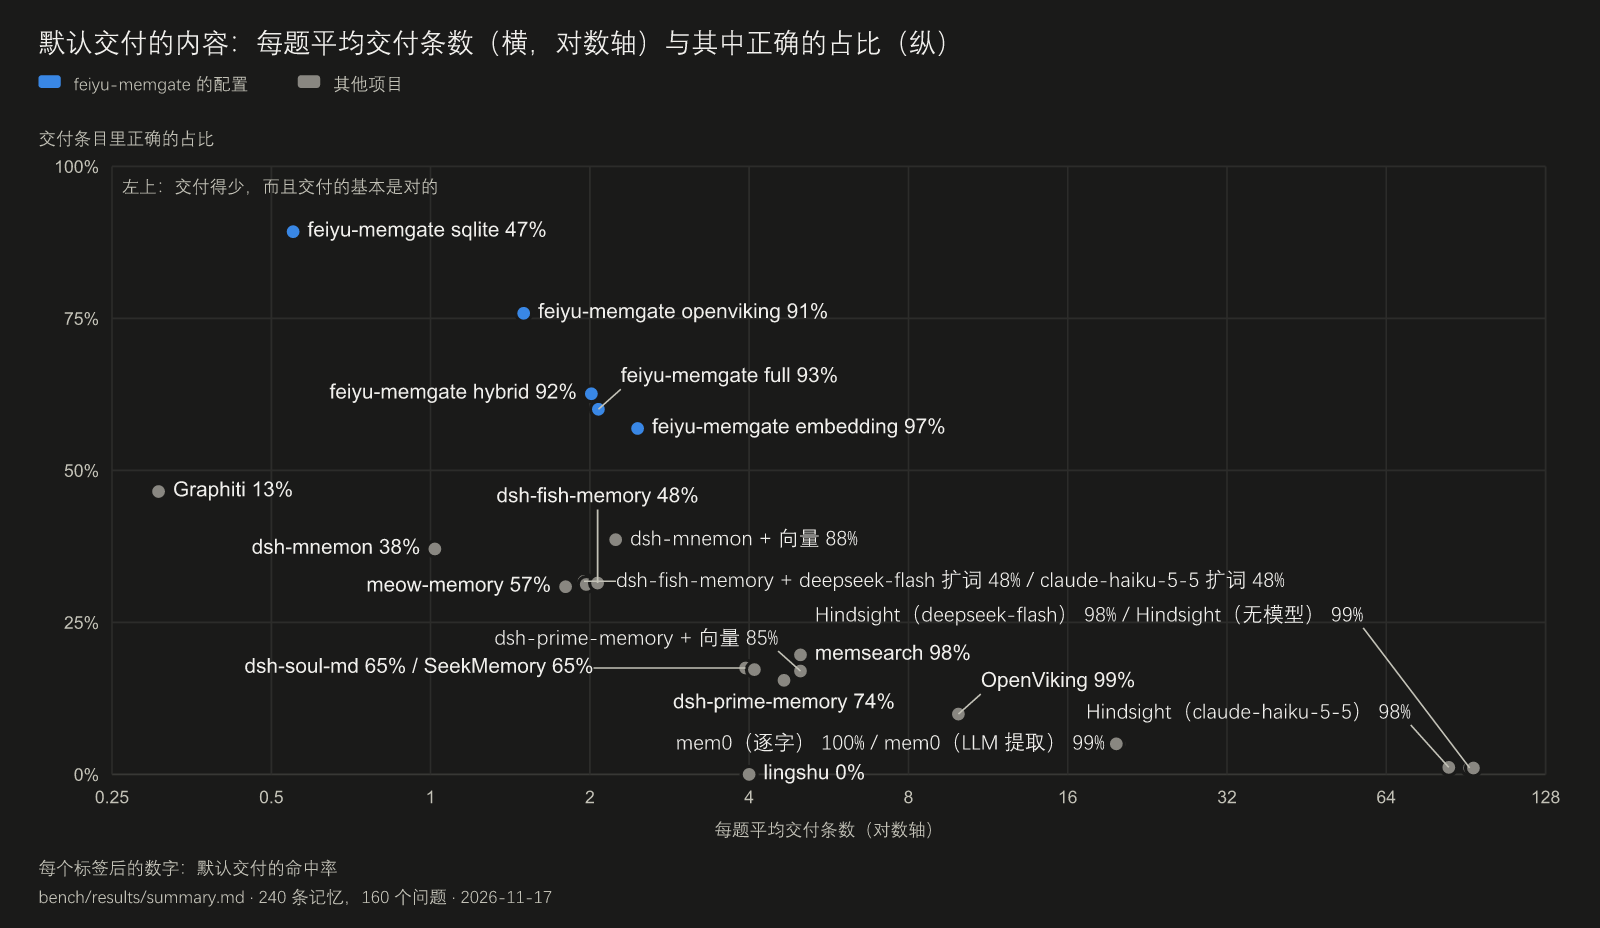 默认交付的内容：每题平均交付条数（横，对数轴）与其中正确的占比（纵）
feiyu-memgate 的配置
其他项目
交付条目里正确的占比
100%
左上：交付得少，而且交付的基本是对的
feiyu-memgate sqlite 47%
75%
feiyu-memgate openviking 91%
feiyu-memgate full 93%
feiyu-memgate hybrid 92%
feiyu-memgate embedding 97%
50%
Graphiti 13%
dsh-fish-memory 48%
dsh-mnemon + 向量 88%
dsh-mnemon 38%
meow-memory 57%
dsh-fish-memory + deepseek-flash 扩词 48% / claude-haiku-5-5 扩词 48%
Hindsight（deepseek-flash） 98% / Hindsight（无模型） 99%
25%
dsh-prime-memory + 向量 85%
memsearch 98%
dsh-soul-md 65% / SeekMemory 65%
OpenViking 99%
dsh-prime-memory 74%
Hindsight（claude-haiku-5-5） 98%
mem0（逐字） 100% / mem0（LLM 提取） 99%
lingshu 0%
0%
0.25 0.5 1 2 4 8 16 32 64 128
每题平均交付条数（对数轴）
每个标签后的数字：默认交付的命中率
bench/results/summary.md · 240 条记忆，160 个问题 · 2026-11-17